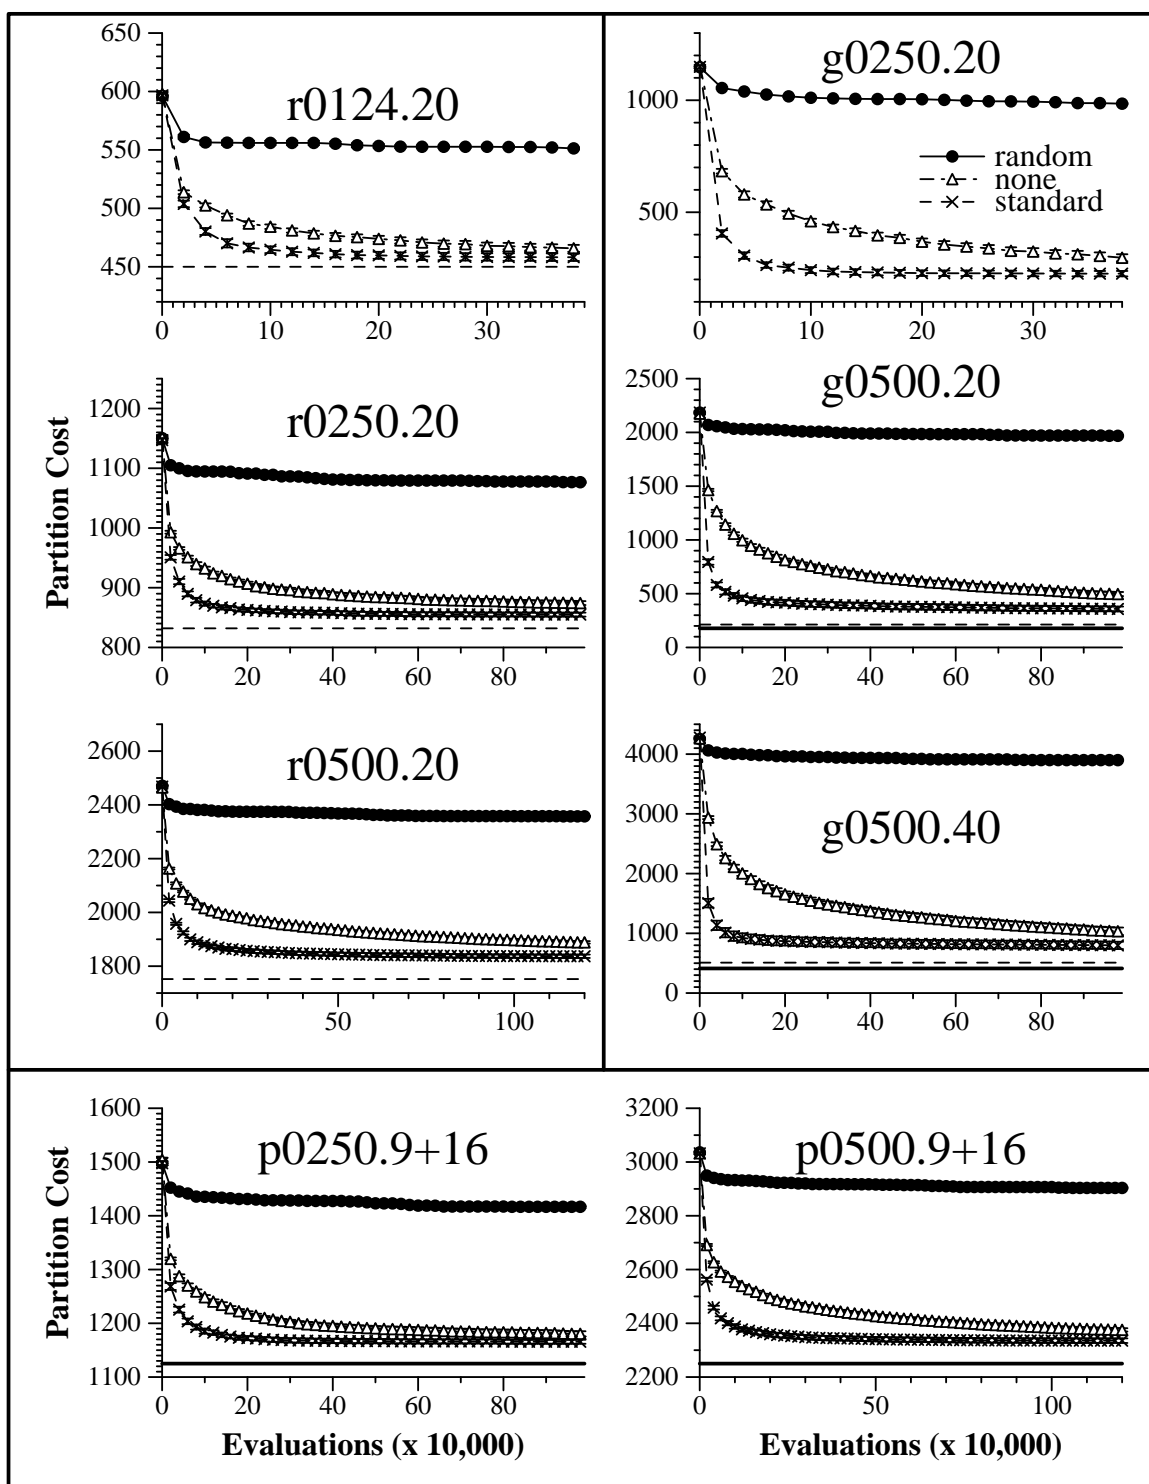 r0124.20
650
600
550
500
450
0 10 20 30
g0250.20
1000
500
random
none
standard
0 10 20 30
Partition Cost
r0250.20
1200
1100
1000
900
800
0 20 40 60 80
g0500.20
2500
2000
1500
1000
500
0
0 20 40 60 80
r0500.20
2600
2400
2200
2000
1800
0 50 100
g0500.40
4000
3000
2000
1000
0
0 20 40 60 80
Partition Cost
p0250.9+16
1600
1500
1400
1300
1200
1100
0 20 40 60 80
Evaluations (x 10,000)
p0500.9+16
3200
3000
2800
2600
2400
2200
0 50 100
Evaluations (x 10,000)